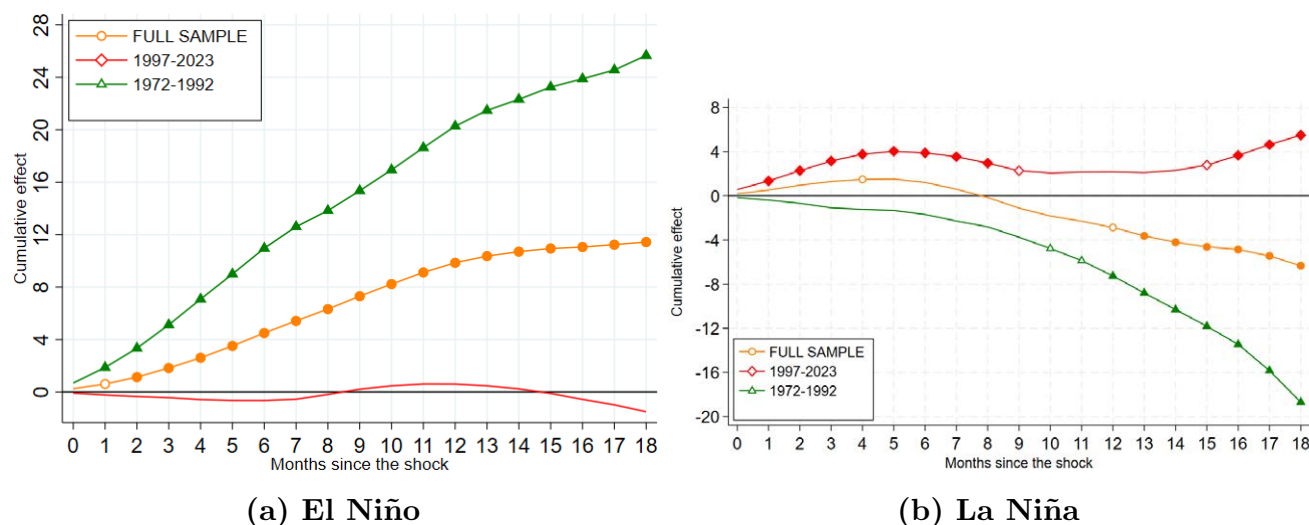 28
24
20
16
12
8
4
0
Cumulative effect
FULL SAMPLE
1997-2023
1972-1992
0 1 2 3 4 5 6 7 8 9 10 11 12 13 14 15 16 17 18
Months since the shock
(a) El Niño
8
4
0
-4
-8
-12
-16
-20
Cumulative effect
FULL SAMPLE
1997-2023
1972-1992
0 1 2 3 4 5 6 7 8 9 10 11 12 13 14 15 16 17 18
Months since the shock
(b) La Niña